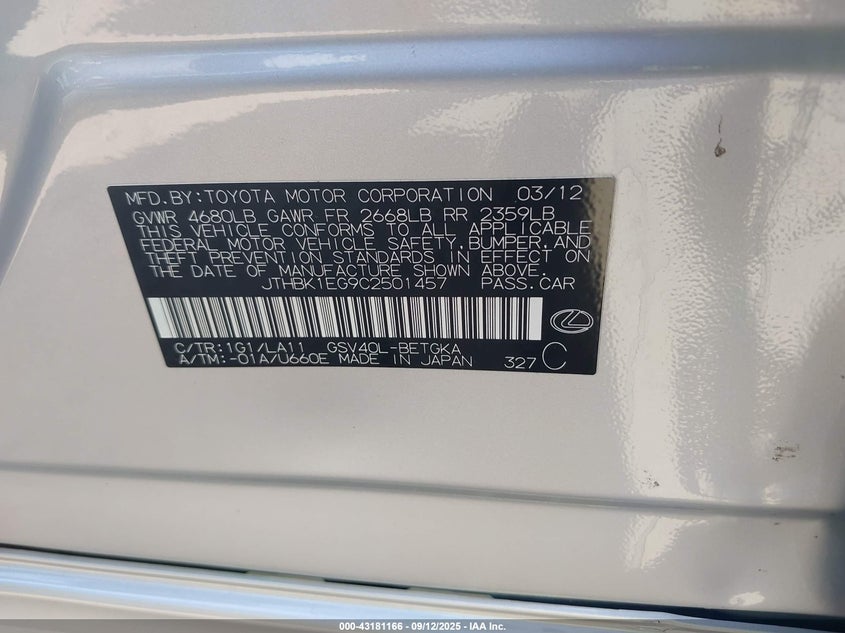 MFD.BY:TOYOTA MOTOR CORPORATION 03/12
GVWR 4680LB GAWR FR 2668LB RR 2359LB
THIS VEHICLE CONFORMS TO ALL APPLICABLE
FEDERAL MOTOR VEHICLE SAFETY,BUMPER,AND
THEFT PREVENTION STANDARDS IN EFFECT ON
THE DATE OF MANUFACTURE SHOWN ABOVE.
JTHBK1EG9C2501457 PASS.CAR
C/TR:1G1/LA11 GSV40L-BETGKA
A/TM:-01A/U660E MADE IN JAPAN 327 C
000-43181166 - 09/12/2025 - IAA Inc.